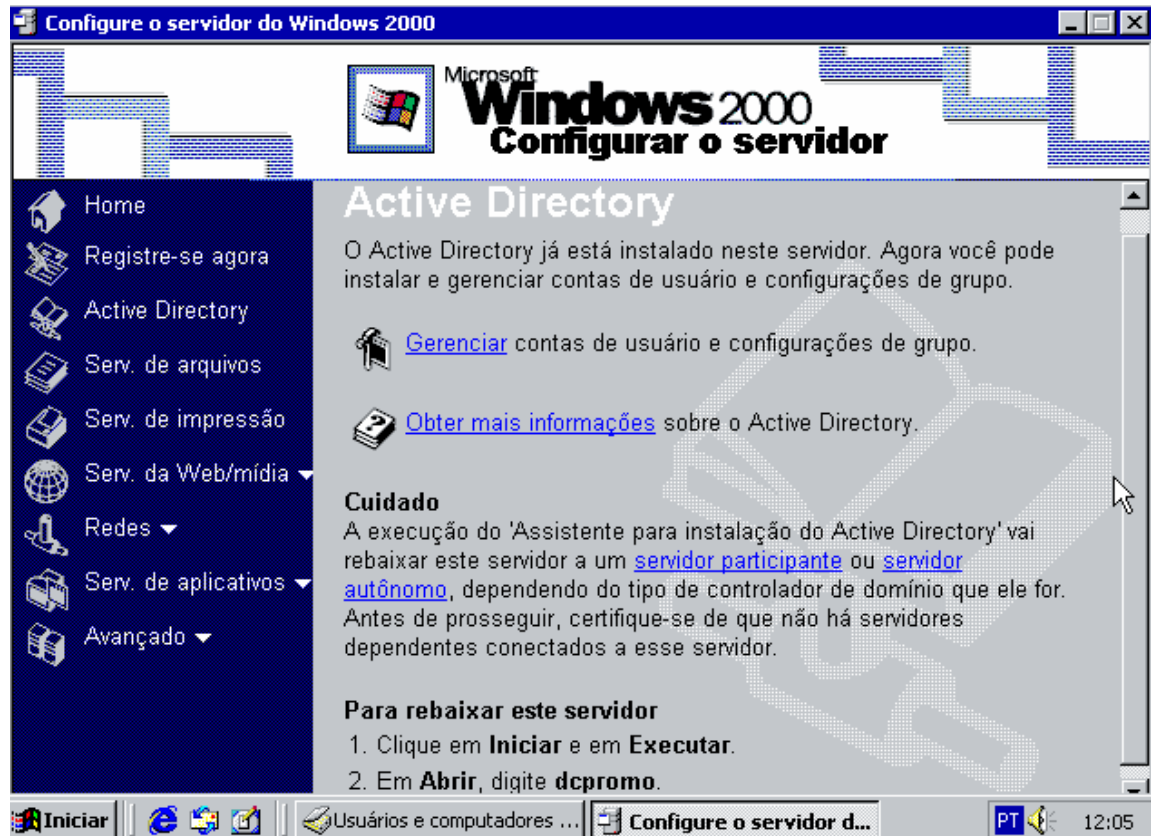 Configure o servidor do Windows 2000
Microsoft
Windows 2000
Configurar o servidor
Home
Registre-se agora
Active Directory
Serv. de arquivos
Serv. de impressão
Serv. da Web/mídia
Redes
Serv. de aplicativos
Avançado
Active Directory
O Active Directory já está instalado neste servidor. Agora você pode
instalar e gerenciar contas de usuário e configurações de grupo.
Gerenciar contas de usuário e configurações de grupo.
Obter mais informações sobre o Active Directory.
Cuidado
A execução do 'Assistente para instalação do Active Directory' vai
rebaixar este servidor a um servidor participante ou servidor
autônomo, dependendo do tipo de controlador de domínio que ele for.
Antes de prosseguir, certifique-se de que não há servidores
dependentes conectados a esse servidor.
Para rebaixar este servidor
1. Clique em Iniciar e em Executar.
2. Em Abrir, digite dcpromo.
Iniciar
Usuários e computadores ...
Configure o servidor d...
PT
12:05